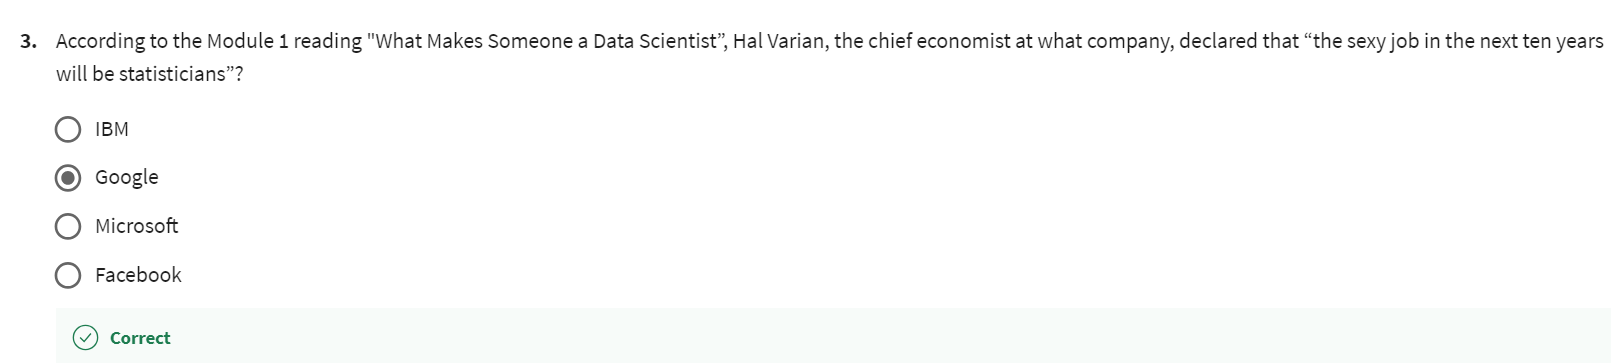 3. According to the Module 1 reading "What Makes Someone a Data Scientist”, Hal Varian, the chief economist at what company, declared that “the sexy job in the next ten years
will be statisticians”?
IBM
Google
Microsoft
Facebook
Correct